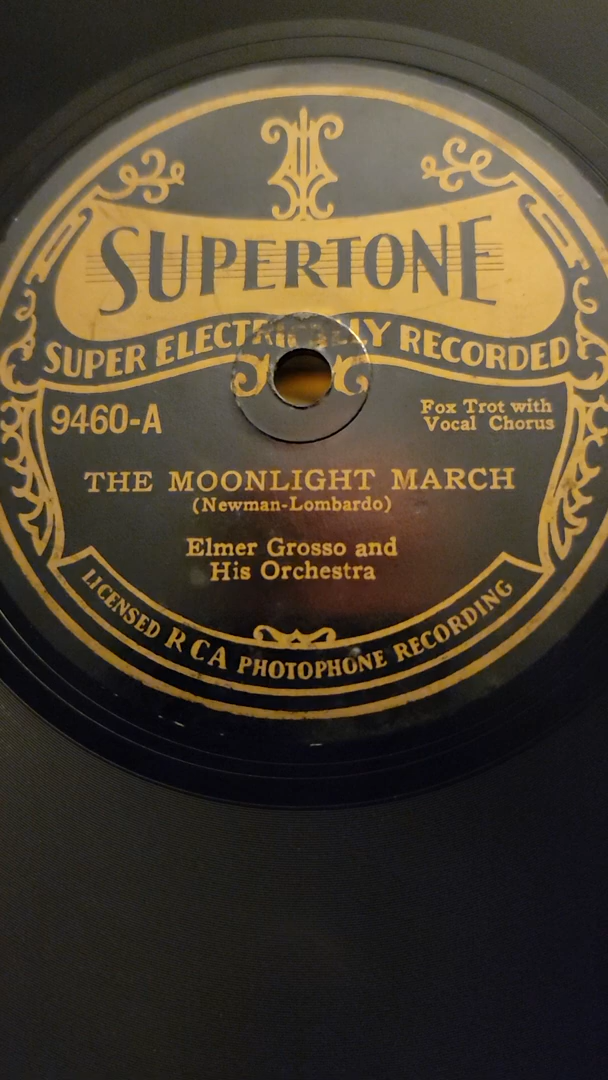 SUPERTONE
SUPER ELECTRICALLY RECORDED
9460-A
Fox Trot with
Vocal Chorus
THE MOONLIGHT MARCH
(Newman-Lombardo)
Elmer Grosso and
His Orchestra
LICENSED RCA PHOTOPHONE RECORDING